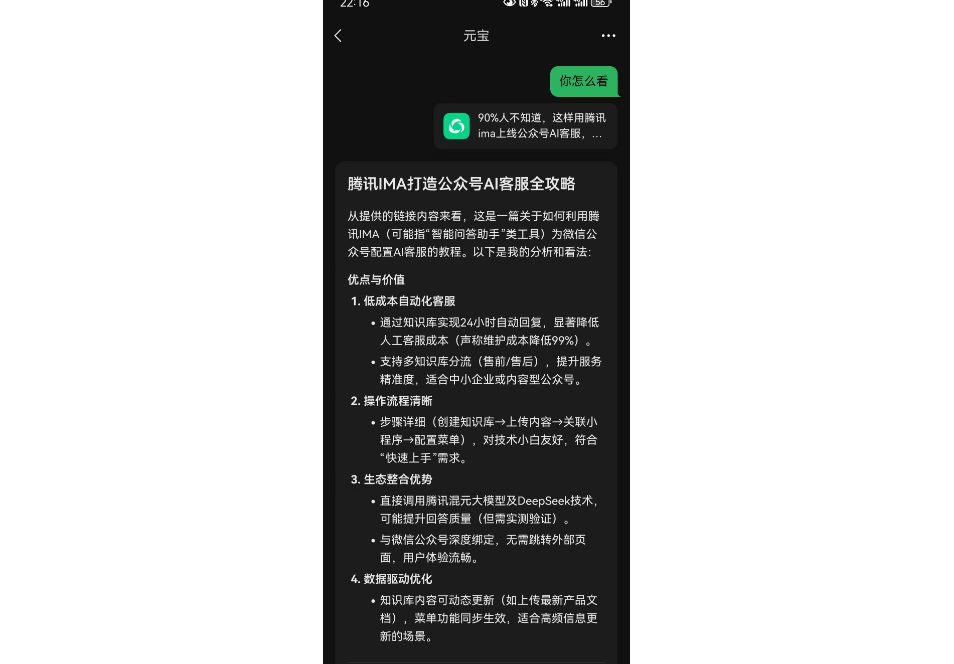 22:16
56
元宝
你怎么看
90%人不知道，这样用腾讯
ima上线公众号AI客服，...
腾讯IMA打造公众号AI客服全攻略
从提供的链接内容来看，这是一篇关于如何利用腾
讯IMA（可能指“智能问答助手”类工具）为微信公
众号配置AI客服的教程。以下是我的分析和看法：
优点与价值
1. 低成本自动化客服
• 通过知识库实现24小时自动回复，显著降低
人工客服成本（声称维护成本降低99%）。
• 支持多知识库分流（售前/售后），提升服务
精准度，适合中小企业或内容型公众号。
2. 操作流程清晰
• 步骤详细（创建知识库→上传内容→关联小
程序→配置菜单），对技术小白友好，符合
“快速上手”需求。
3. 生态整合优势
• 直接调用腾讯混元大模型及DeepSeek技术，
可能提升回答质量（但需实测验证）。
• 与微信公众号深度绑定，无需跳转外部页
面，用户体验流畅。
4. 数据驱动优化
• 知识库内容可动态更新（如上传最新产品文
档），菜单功能同步生效，适合高频信息更
新的场景。